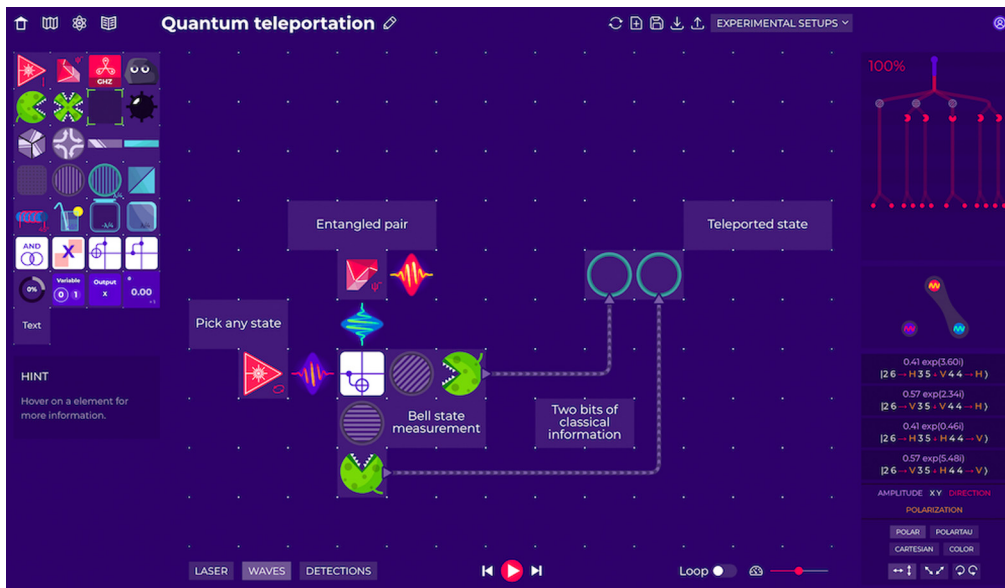 Quantum teleportation
EXPERIMENTAL SETUPS
GHZ
AND
X
0%
Variable
0 1
Output
X
0.00
Text
HINT
Hover on a element for
more information.
Entangled pair
Teleported state
Pick any state
Bell state
measurement
Two bits of
classical
information
100%
0.41 exp(3.60i)
|26→H35↑V44→H⟩
0.57 exp(2.34i)
|26→V35↑V44→H⟩
0.41 exp(0.46i)
|26→H35↑H44→V⟩
0.57 exp(5.48i)
|26→V35↑H44→V⟩
AMPLITUDE XY DIRECTION
POLARIZATION
POLAR POLARTAU
CARTESIAN COLOR
LASER WAVES DETECTIONS
Loop